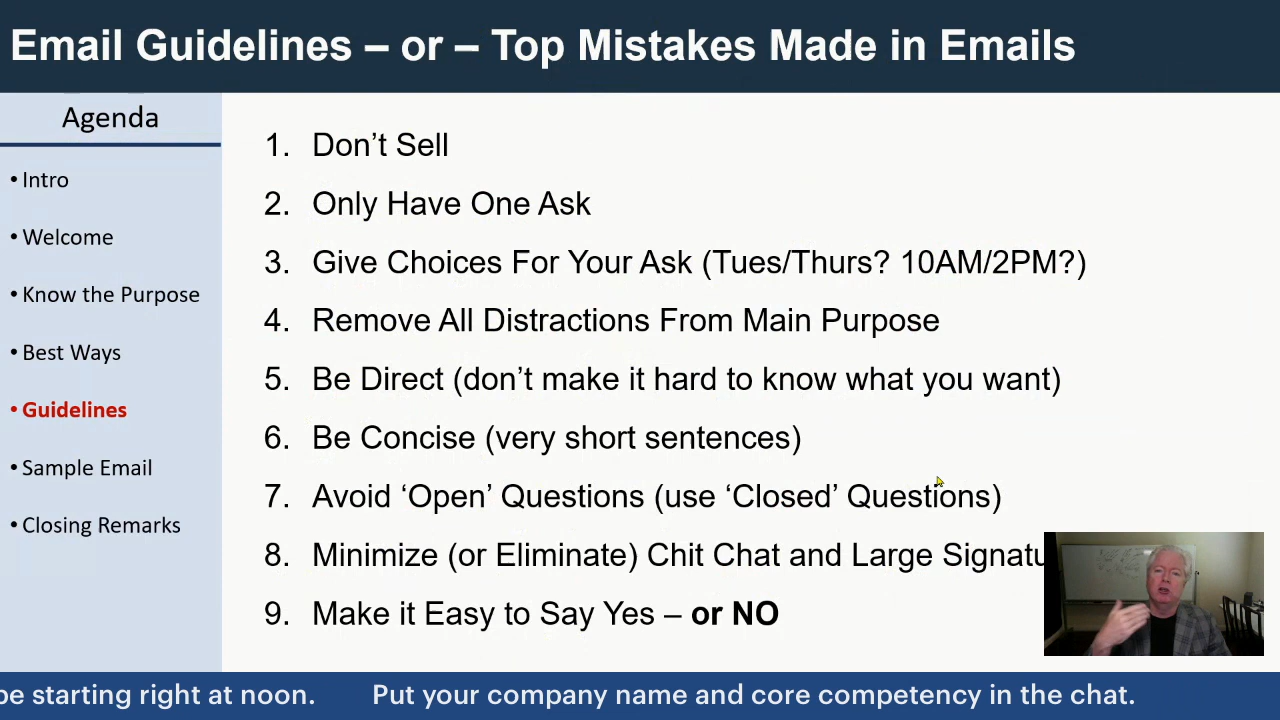 Email Guidelines – or – Top Mistakes Made in Emails
Agenda
• Intro
• Welcome
• Know the Purpose
• Best Ways
• Guidelines
• Sample Email
• Closing Remarks
1. Don’t Sell
2. Only Have One Ask
3. Give Choices For Your Ask (Tues/Thurs? 10AM/2PM?)
4. Remove All Distractions From Main Purpose
5. Be Direct (don’t make it hard to know what you want)
6. Be Concise (very short sentences)
7. Avoid ‘Open’ Questions (use ‘Closed’ Questions)
8. Minimize (or Eliminate) Chit Chat and Large Signatu
9. Make it Easy to Say Yes – or NO
be starting right at noon. Put your company name and core competency in the chat.